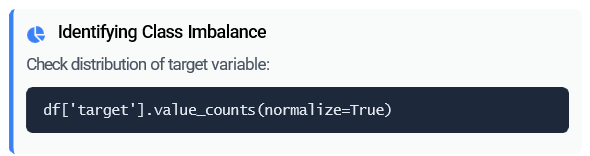 Identifying Class Imbalance
Check distribution of target variable:
df['target'].value_counts(normalize=True)